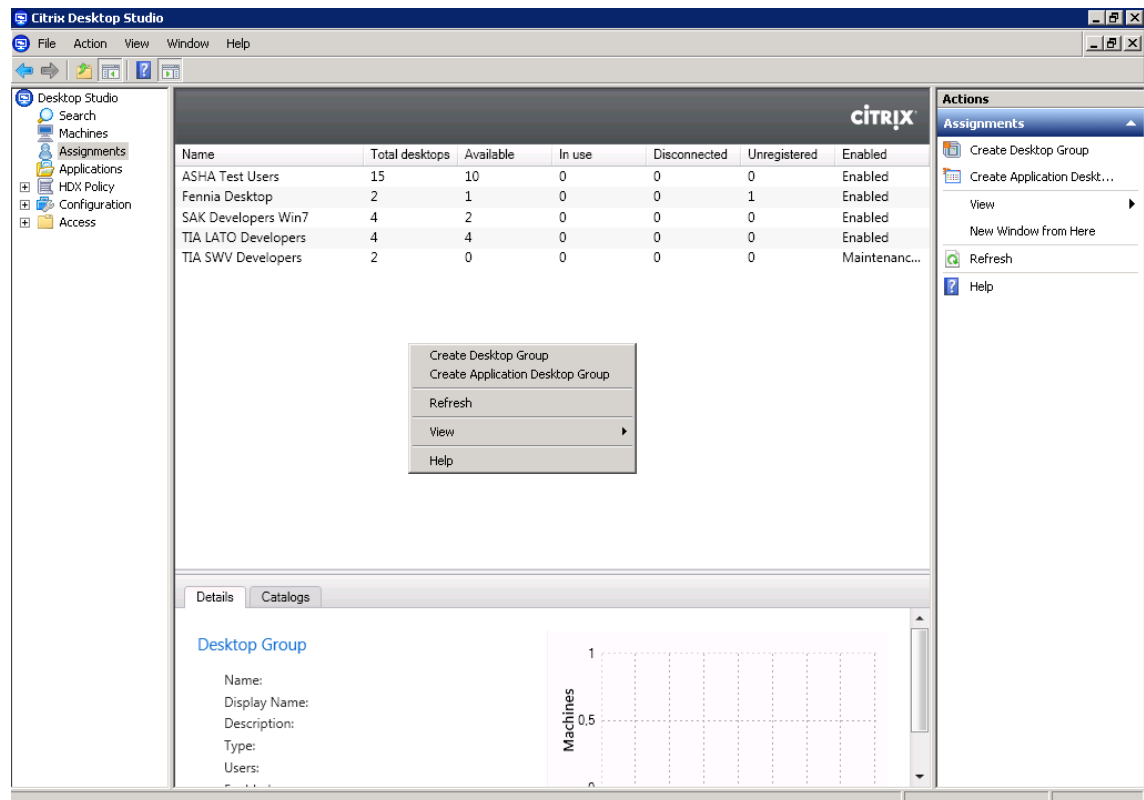 Citrix Desktop Studio
File Action View Window Help
Desktop Studio
Search
Machines
Assignments
Applications
HDX Policy
Configuration
Access
CITRIX
Name Total desktops Available In use Disconnected Unregistered Enabled
ASHA Test Users 15 10 0 0 0 Enabled
Fennia Desktop 2 1 0 0 1 Enabled
SAK Developers Win7 4 2 0 0 0 Enabled
TIA LATO Developers 4 4 0 0 0 Enabled
TIA SWV Developers 2 0 0 0 0 Maintenanc...
Create Desktop Group
Create Application Desktop Group
Refresh
View
Help
Details Catalogs
Desktop Group
Name:
Display Name:
Description:
Type:
Users:
Machines
1
0,5
Actions
Assignments
Create Desktop Group
Create Application Deskt...
View
New Window from Here
Refresh
Help